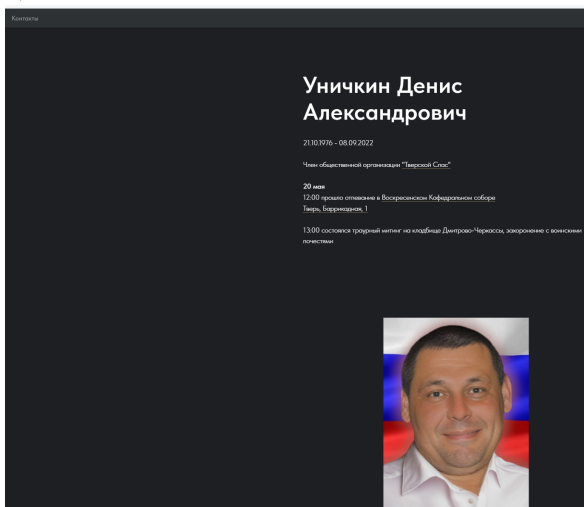 Контакты
Уничкин Денис
Александрович
21.10.1976 - 08.09.2022
Член общественной организации "Тверской Спас"
20 мая
12:00 прошло отпевание в Воскресенском Кафедральном соборе
Тверь, Баррикадная, 1
13:00 состоялся траурный митинг на кладбище Дмитрово-Черкассы, захоронение с воинскими
почестями